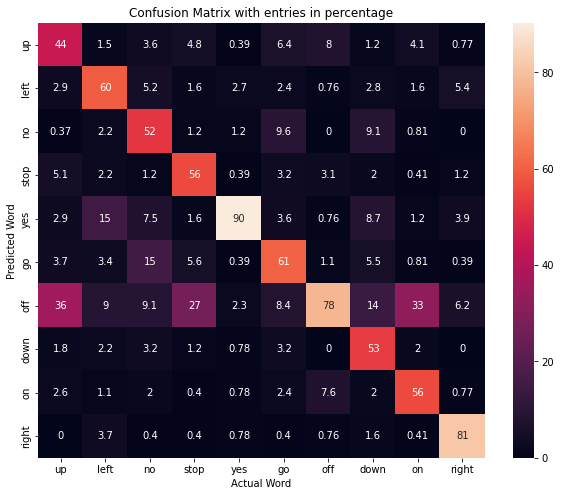 Confusion Matrix with entries in percentage
up 44 1.5 3.6 4.8 0.39 6.4 8 1.2 4.1 0.77
left 2.9 60 5.2 1.6 2.7 2.4 0.76 2.8 1.6 5.4
no 0.37 2.2 52 1.2 1.2 9.6 0 9.1 0.81 0
stop 5.1 2.2 1.2 56 0.39 3.2 3.1 2 0.41 1.2
yes 2.9 15 7.5 1.6 90 3.6 0.76 8.7 1.2 3.9
go 3.7 3.4 15 5.6 0.39 61 1.1 5.5 0.81 0.39
off 36 9 9.1 27 2.3 8.4 78 14 33 6.2
down 1.8 2.2 3.2 1.2 0.78 3.2 0 53 2 0
on 2.6 1.1 2 0.4 0.78 2.4 7.6 2 56 0.77
right 0 3.7 0.4 0.4 0.78 0.4 0.76 1.6 0.41 81
up left no stop yes go off down on right
Actual Word
Predicted Word
80
60
40
20
0